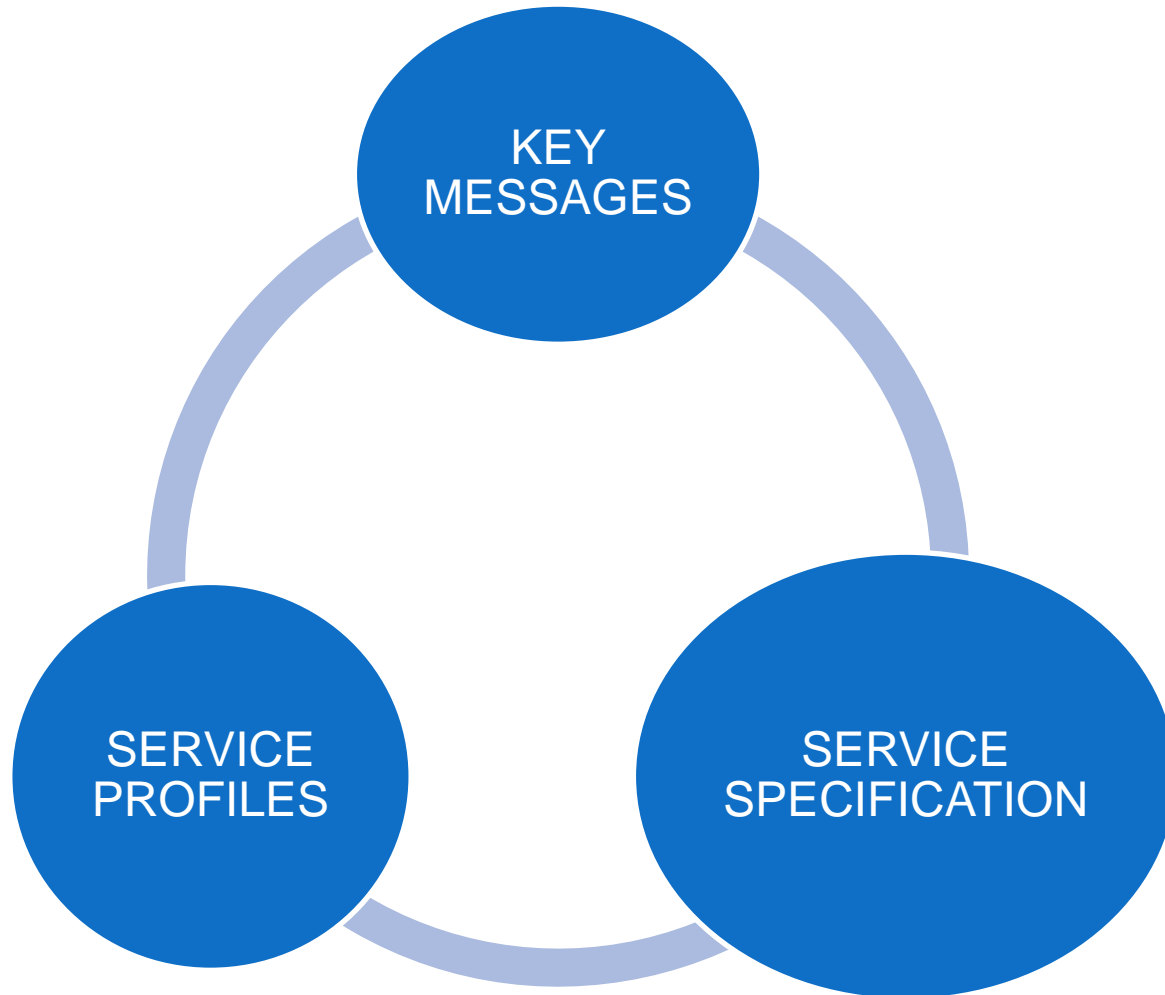 KEY
MESSAGES
SERVICE
PROFILES
SERVICE
SPECIFICATION